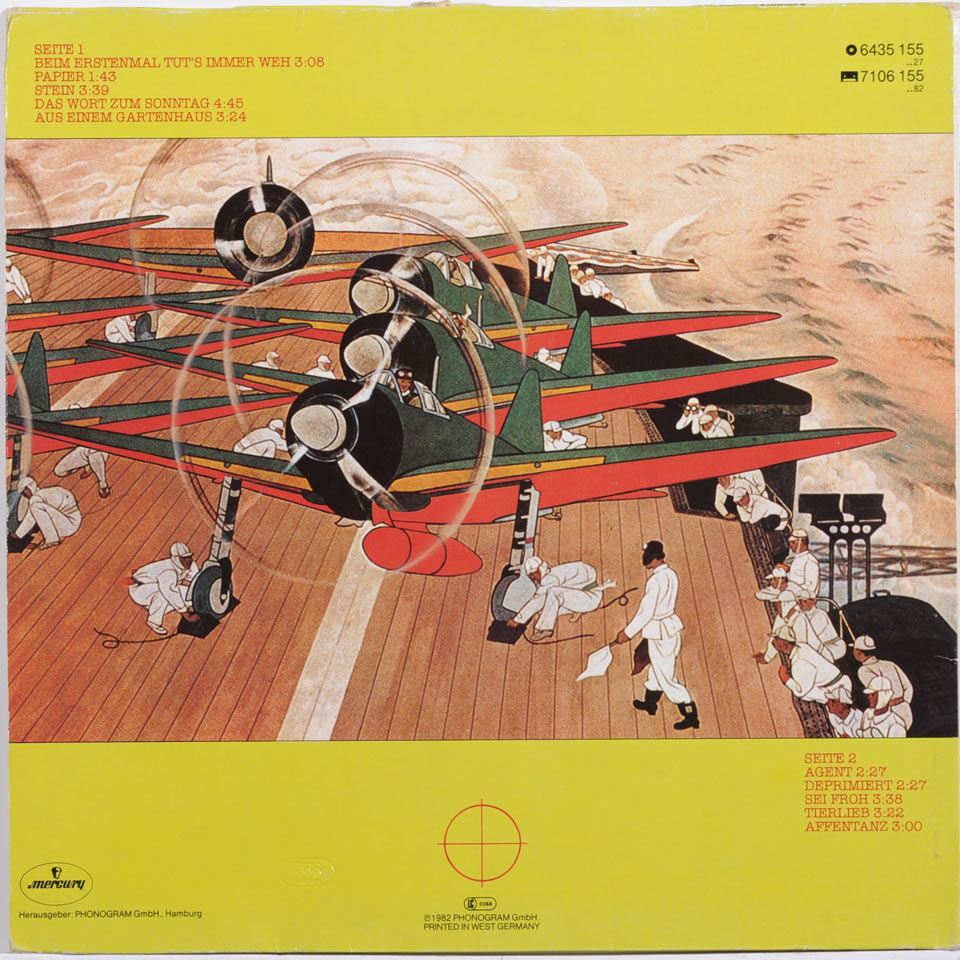 SEITE 1
BEIM ERSTENMAL TUT'S IMMER WEH 3:08
PAPIER 1:43
STEIN 3:39
DAS WORT ZUM SONNTAG 4:45
AUS EINEM GARTENHAUS 3:24
6435 155
..27
7106 155
..82
SEITE 2
AGENT 2:27
DEPRIMIERT 2:27
SEI FROH 3:38
TIERLIEB 3:22
AFFENTANZ 3:00
mercury
Herausgeber: PHONOGRAM GmbH., Hamburg
0268
℗1982 PHONOGRAM GmbH.
PRINTED IN WEST GERMANY